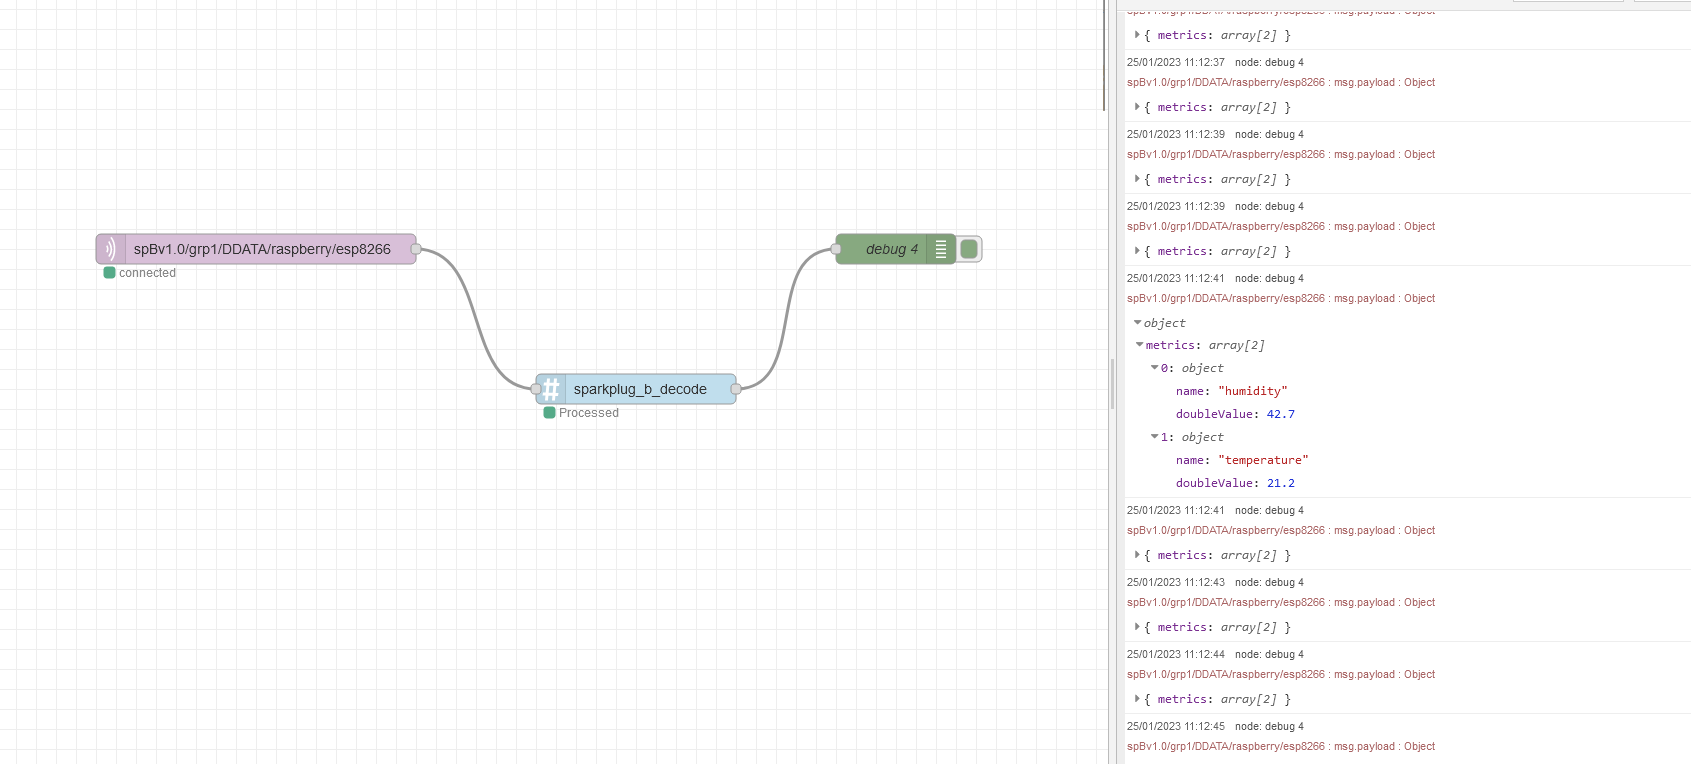 spBv1.0/grp1/DDATA/raspberry/esp8266
connected
sparkplug_b_decode
Processed
debug 4
spBv1.0/grp1/DDATA/raspberry/esp8266 : msg.payload : Object
{ metrics: array[2] }
25/01/2023 11:12:37 node: debug 4
spBv1.0/grp1/DDATA/raspberry/esp8266 : msg.payload : Object
{ metrics: array[2] }
25/01/2023 11:12:39 node: debug 4
spBv1.0/grp1/DDATA/raspberry/esp8266 : msg.payload : Object
{ metrics: array[2] }
25/01/2023 11:12:39 node: debug 4
spBv1.0/grp1/DDATA/raspberry/esp8266 : msg.payload : Object
{ metrics: array[2] }
25/01/2023 11:12:41 node: debug 4
spBv1.0/grp1/DDATA/raspberry/esp8266 : msg.payload : Object
object
metrics: array[2]
0: object
name: "humidity"
doubleValue: 42.7
1: object
name: "temperature"
doubleValue: 21.2
25/01/2023 11:12:41 node: debug 4
spBv1.0/grp1/DDATA/raspberry/esp8266 : msg.payload : Object
{ metrics: array[2] }
25/01/2023 11:12:43 node: debug 4
spBv1.0/grp1/DDATA/raspberry/esp8266 : msg.payload : Object
{ metrics: array[2] }
25/01/2023 11:12:44 node: debug 4
spBv1.0/grp1/DDATA/raspberry/esp8266 : msg.payload : Object
{ metrics: array[2] }
25/01/2023 11:12:45 node: debug 4
spBv1.0/grp1/DDATA/raspberry/esp8266 : msg.payload : Object